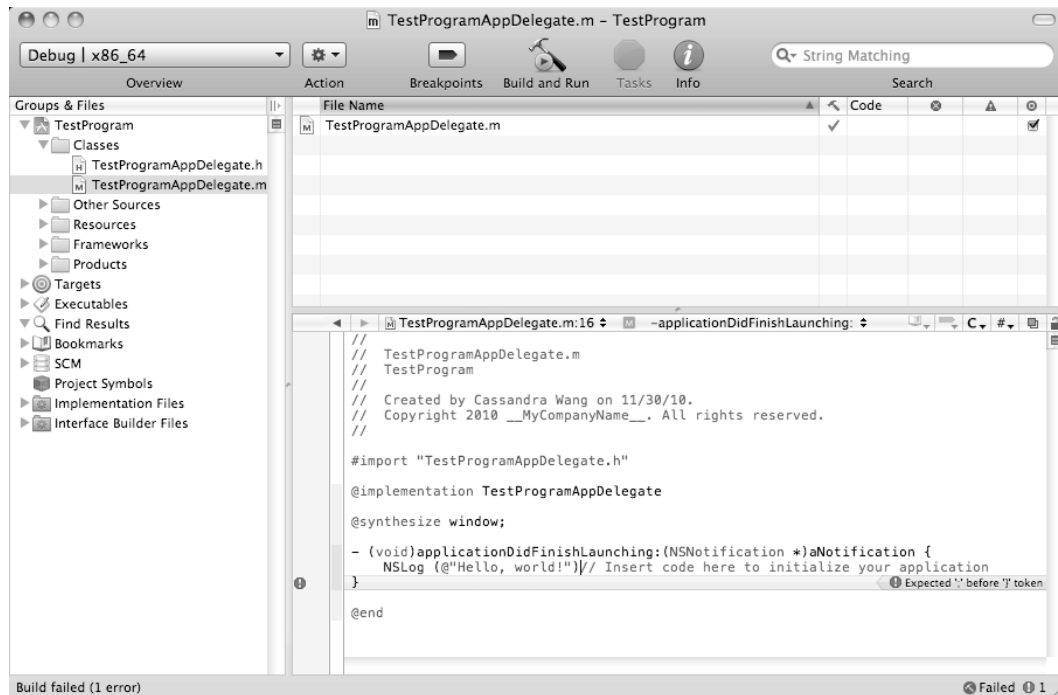 TestProgramAppDelegate.m – TestProgram
Debug | x86_64
String Matching
Overview Action Breakpoints Build and Run Tasks Info Search
Groups & Files
TestProgram
Classes
TestProgramAppDelegate.h
TestProgramAppDelegate.m
Other Sources
Resources
Frameworks
Products
Targets
Executables
Find Results
Bookmarks
SCM
Project Symbols
Implementation Files
Interface Builder Files
File Name Code
TestProgramAppDelegate.m
TestProgramAppDelegate.m:16 -applicationDidFinishLaunching: C #
//
// TestProgramAppDelegate.m
// TestProgram
//
// Created by Cassandra Wang on 11/30/10.
// Copyright 2010 __MyCompanyName__. All rights reserved.
//
#import "TestProgramAppDelegate.h"
@implementation TestProgramAppDelegate
@synthesize window;
- (void)applicationDidFinishLaunching:(NSNotification *)aNotification {
NSLog (@"Hello, world!")// Insert code here to initialize your application
} Expected ';' before '}' token
@end
Build failed (1 error) Failed 1